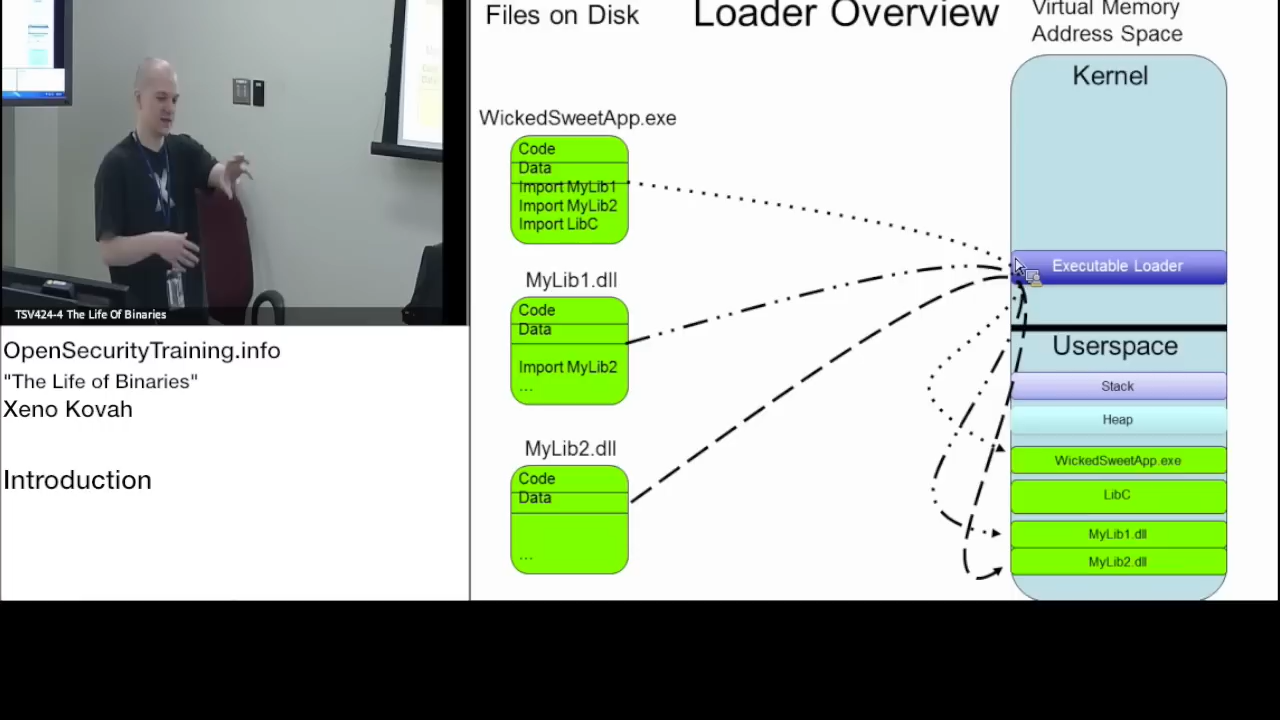 TSV424-4 The Life Of Binaries
OpenSecurityTraining.info
"The Life of Binaries"
Xeno Kovah
Introduction
Files on Disk
Loader Overview
Virtual Memory
Address Space
WickedSweetApp.exe
Code
Data
Import MyLib1
Import MyLib2
Import LibC
MyLib1.dll
Code
Data
Import MyLib2
...
MyLib2.dll
Code
Data
...
Kernel
Executable Loader
Userspace
Stack
Heap
WickedSweetApp.exe
LibC
MyLib1.dll
MyLib2.dll